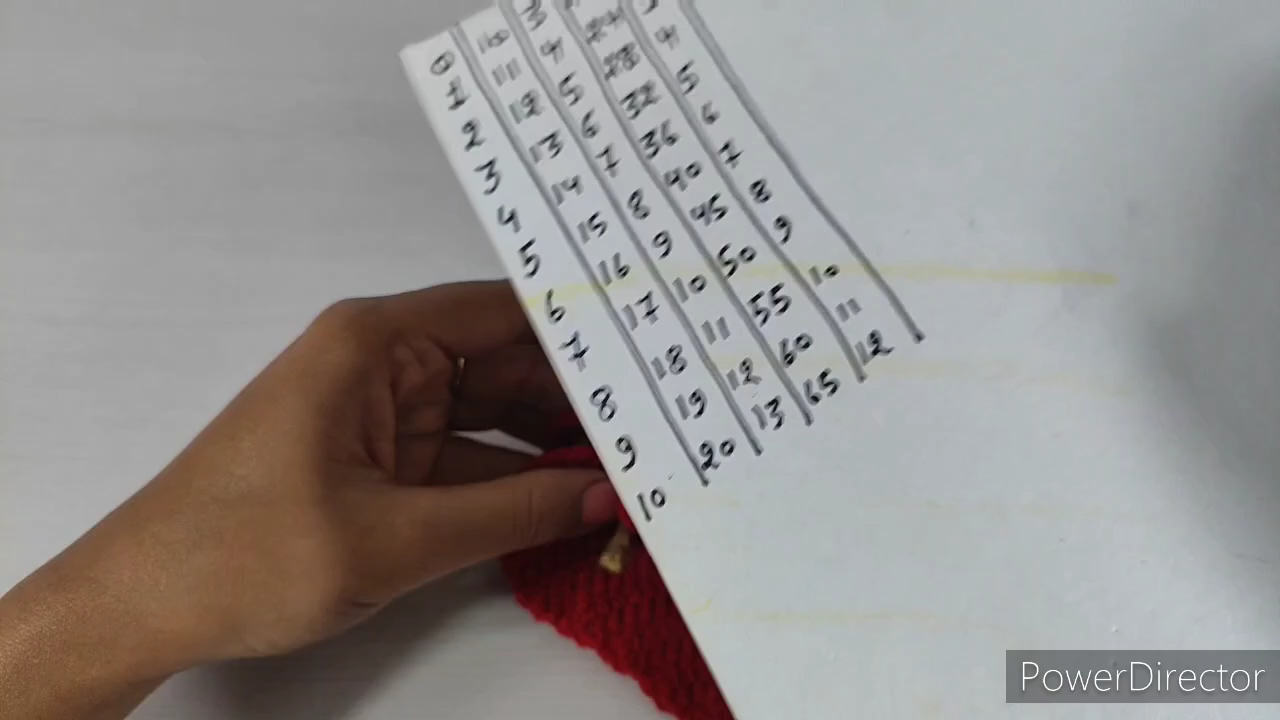 0 10 3
1 11 4 24
2 12 5 28 4
3 13 6 32 5
4 14 7 36 6
5 15 8 40 7
6 16 9 45 8
7 17 10 50 9
8 18 11 55 10
9 19 12 60 11
10 20 13 65 12
PowerDirector